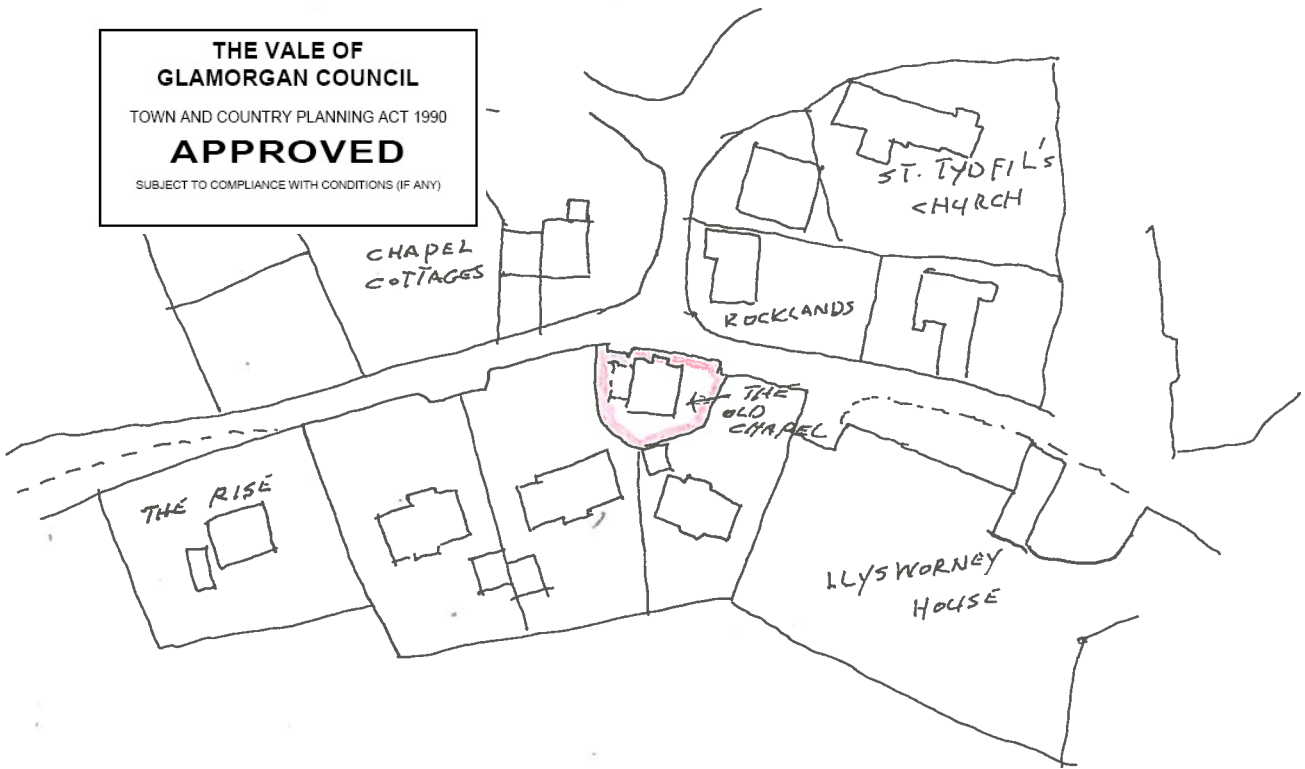 THE VALE OF
GLAMORGAN COUNCIL
TOWN AND COUNTRY PLANNING ACT 1990
APPROVED
SUBJECT TO COMPLIANCE WITH CONDITIONS (IF ANY)
ST. TYDFIL'S
CHURCH
CHAPEL
COTTAGES
ROCKLANDS
THE
OLD
CHAPEL
THE RISE
LLYSWORNEY
HOUSE